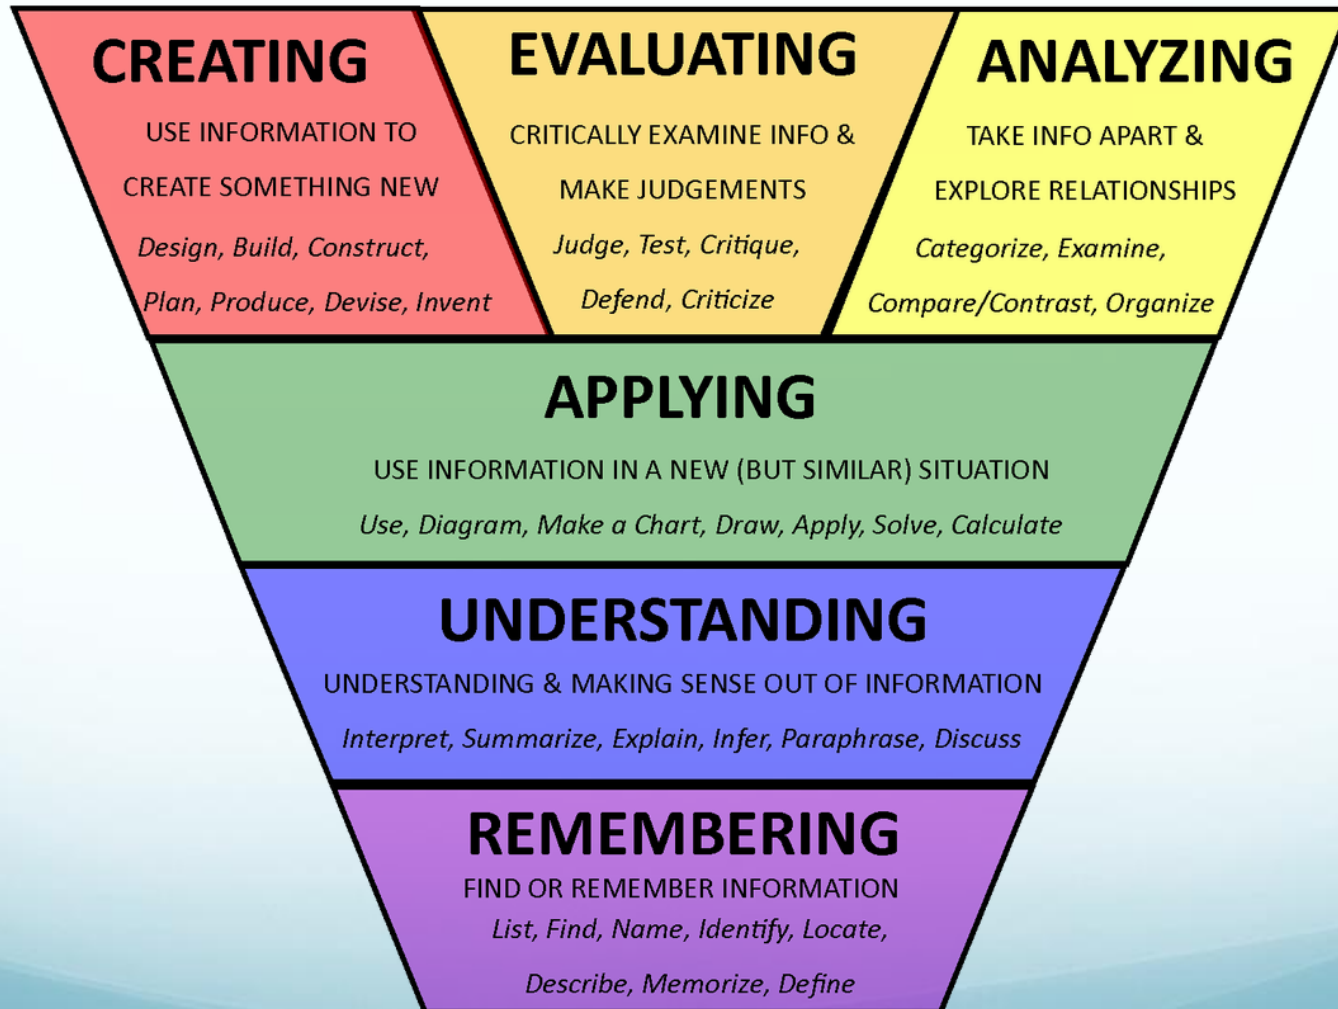 CREATING
USE INFORMATION TO
CREATE SOMETHING NEW
Design, Build, Construct,
Plan, Produce, Devise, Invent
EVALUATING
CRITICALLY EXAMINE INFO &
MAKE JUDGEMENTS
Judge, Test, Critique,
Defend, Criticize
ANALYZING
TAKE INFO APART &
EXPLORE RELATIONSHIPS
Categorize, Examine,
Compare/Contrast, Organize
APPLYING
USE INFORMATION IN A NEW (BUT SIMILAR) SITUATION
Use, Diagram, Make a Chart, Draw, Apply, Solve, Calculate
UNDERSTANDING
UNDERSTANDING & MAKING SENSE OUT OF INFORMATION
Interpret, Summarize, Explain, Infer, Paraphrase, Discuss
REMEMBERING
FIND OR REMEMBER INFORMATION
List, Find, Name, Identify, Locate,
Describe, Memorize, Define